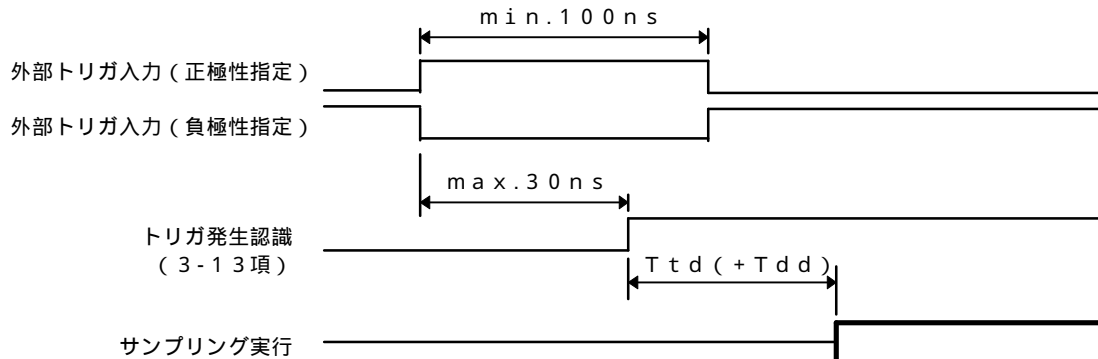 min.100ns
外部トリガ入力(正極性指定)
外部トリガ入力(負極性指定)
max.30ns
トリガ発生認識
(3-13項)
Ttd(+Tdd)
サンプリング実行